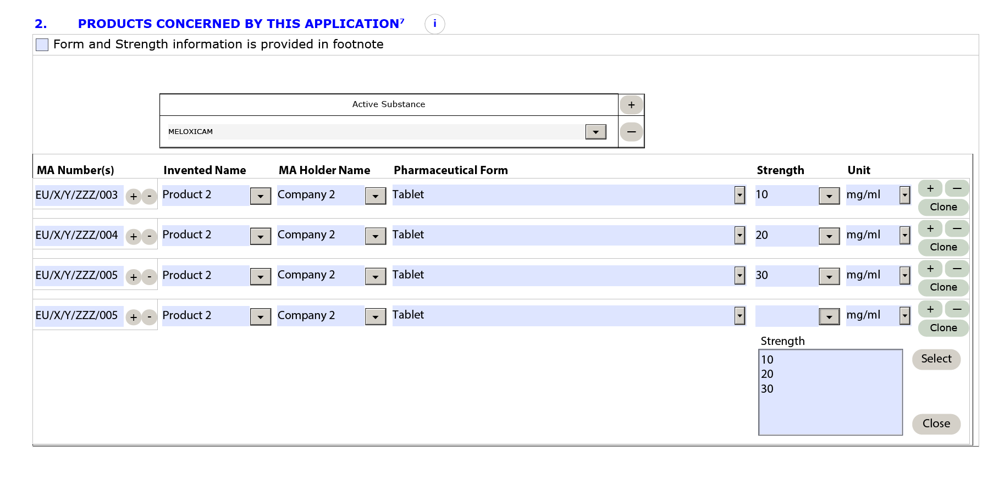 2. PRODUCTS CONCERNED BY THIS APPLICATION⁷ i
Form and Strength information is provided in footnote
Active Substance +
MELOXICAM —
MA Number(s) Invented Name MA Holder Name Pharmaceutical Form Strength Unit
EU/X/Y/ZZZ/003 + - Product 2 Company 2 Tablet 10 mg/ml + —
Clone
EU/X/Y/ZZZ/004 + - Product 2 Company 2 Tablet 20 mg/ml + —
Clone
EU/X/Y/ZZZ/005 + - Product 2 Company 2 Tablet 30 mg/ml + —
Clone
EU/X/Y/ZZZ/005 + - Product 2 Company 2 Tablet mg/ml + —
Clone
Strength
10 Select
20
30
Close